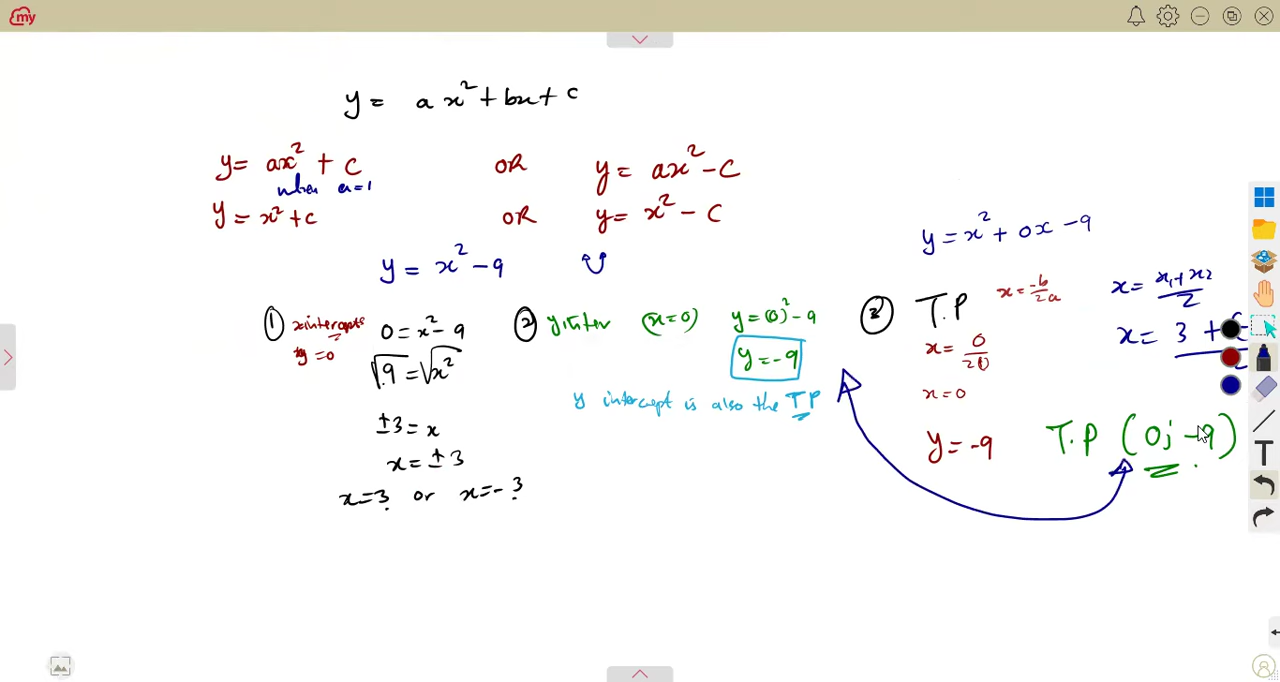 my
y = ax² + bx + c
y = ax² + c OR y = ax² - c
when a=1
y = x² + c OR y = x² - c
y = x² - 9
① x intercepts
y=0
0 = x² - 9
√9 = √x²
±3 = x
x = ±3
x = 3 or x = -3
② y inter (x=0) y = (0)² - 9
y = -9
y intercept is also the TP
y = x² + 0x - 9
T.P x = -b/2a
x = 0/2(1)
x = 0
y = -9
x = x₁+x₂/2
x = 3 +
T.P (0; -9)
T